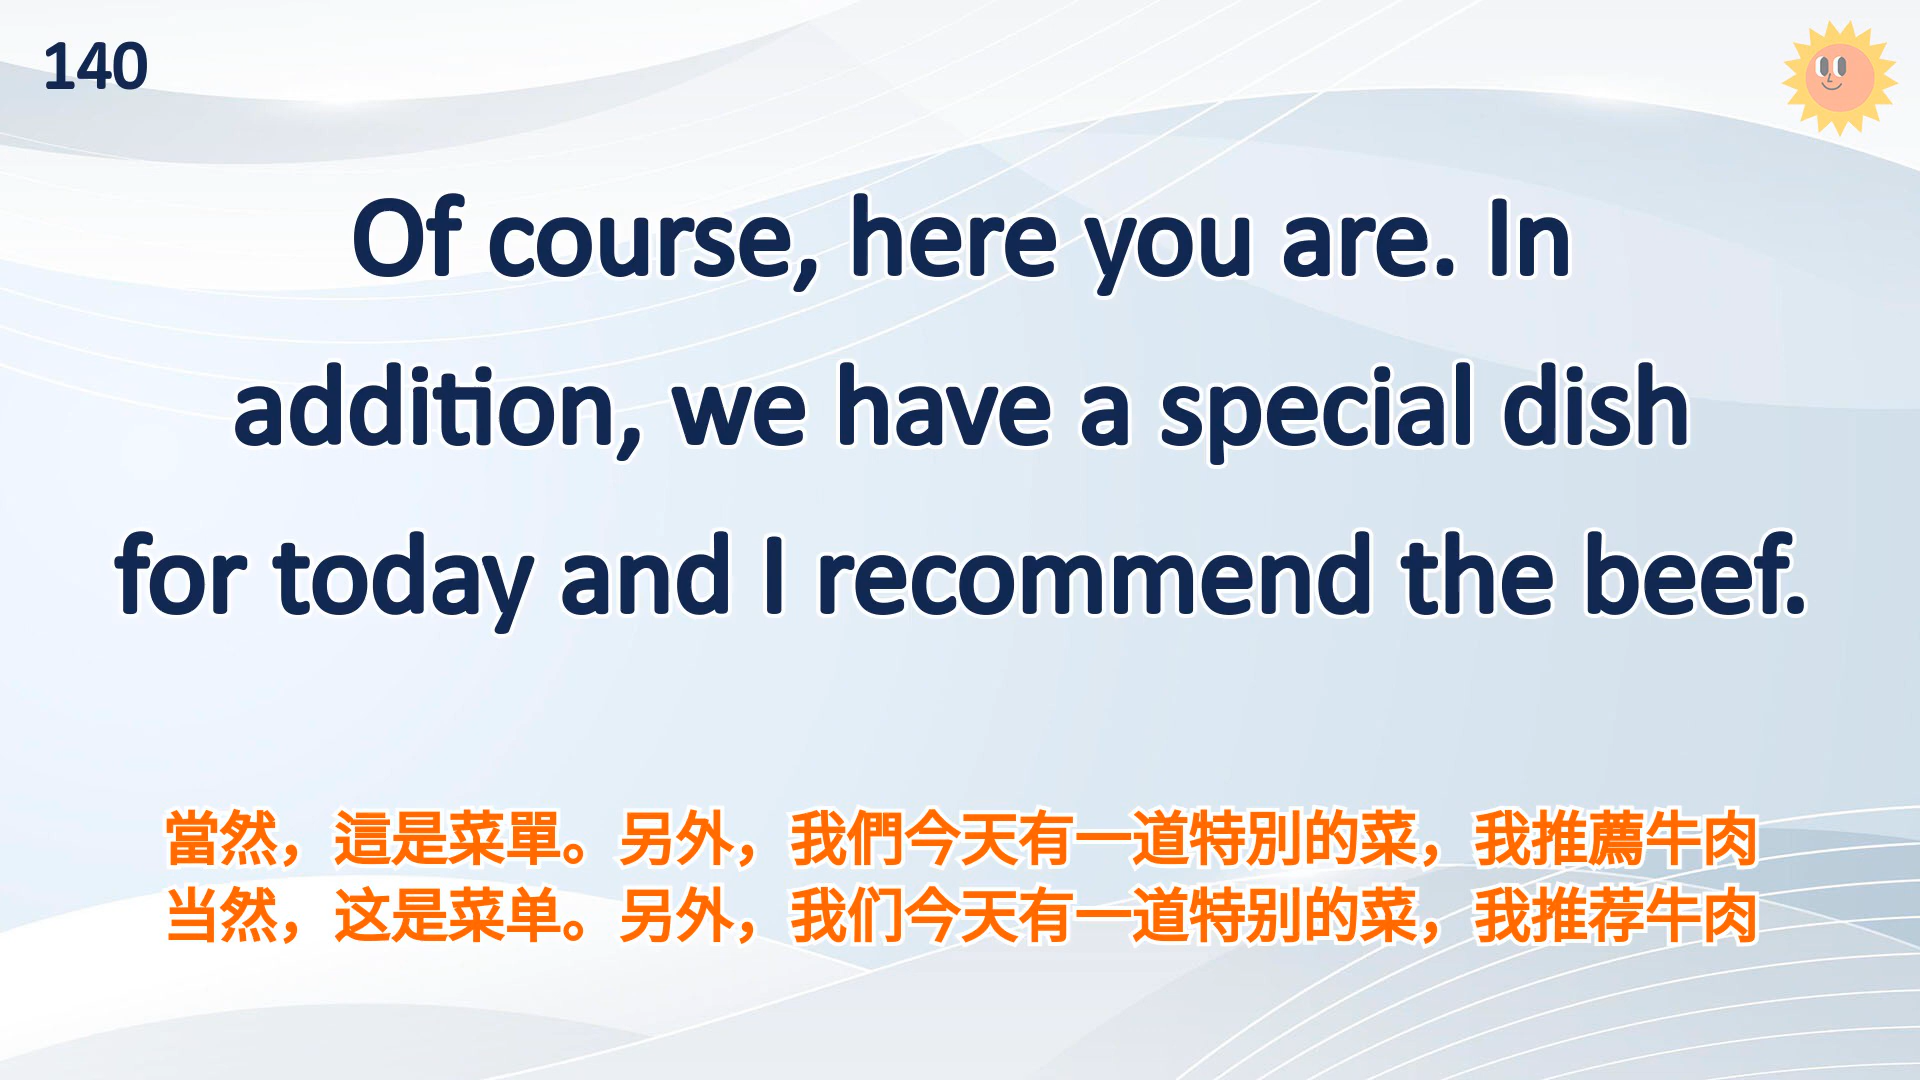 140
Of course, here you are. In
addition, we have a special dish
for today and I recommend the beef.
當然，這是菜單。另外，我們今天有一道特別的菜，我推薦牛肉
当然，这是菜单。另外，我们今天有一道特别的菜，我推荐牛肉